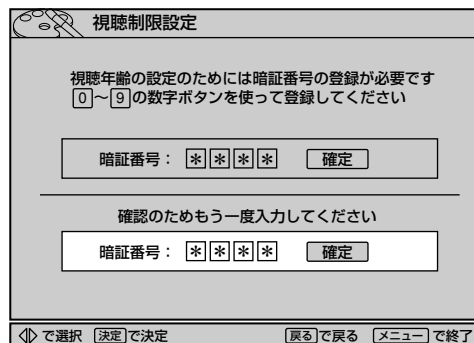 視聴制限設定
視聴年齢の設定のためには暗証番号の登録が必要です
0～9の数字ボタンを使って登録してください
暗証番号： ＊＊＊＊ 確定
確認のためもう一度入力してください
暗証番号： ＊＊＊＊ 確定
で選択 決定で決定 戻るで戻る メニューで終了